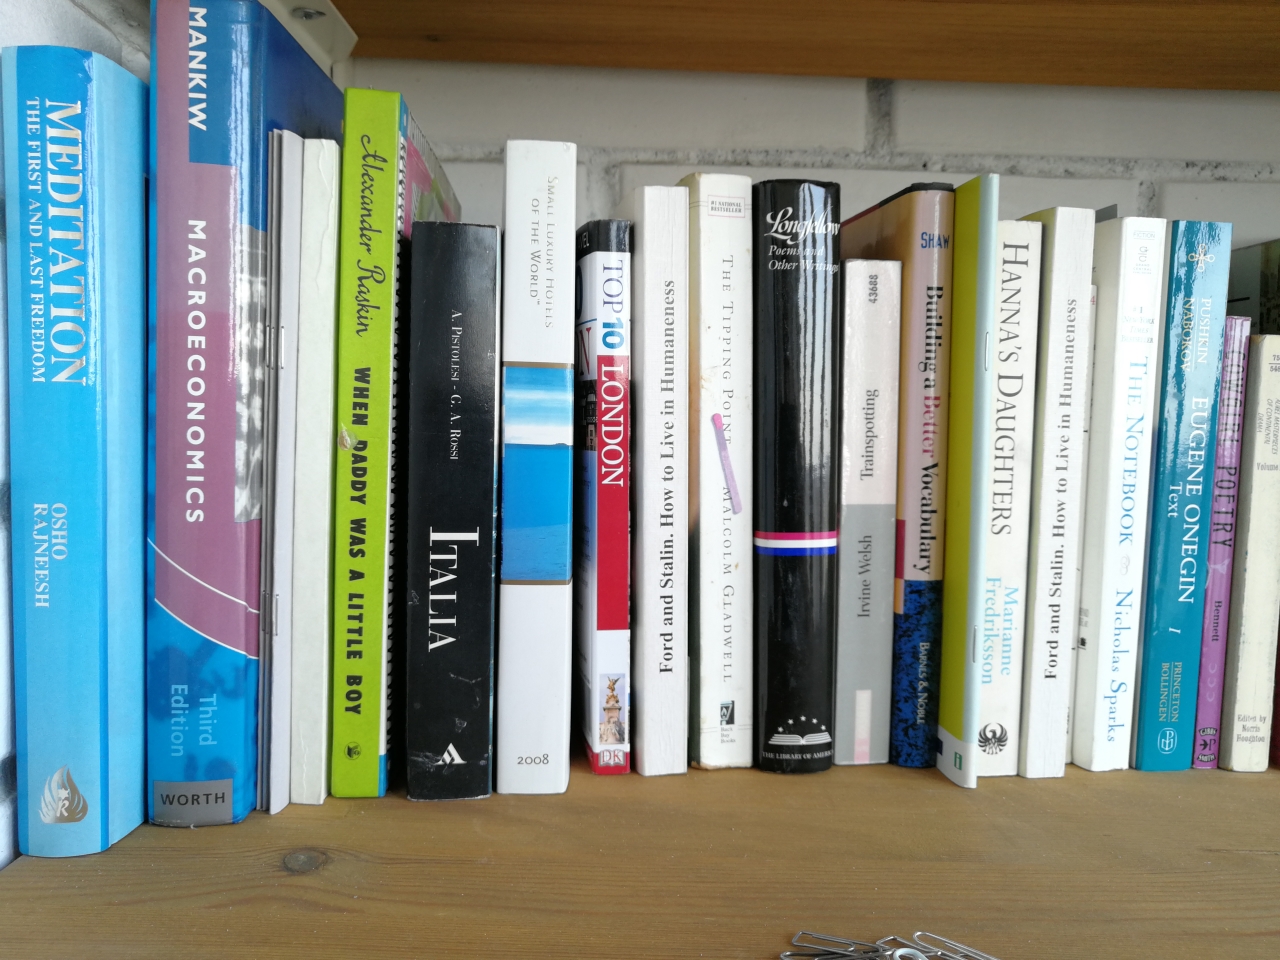 MEDITATION
THE FIRST AND LAST FREEDOM
OSHO
RAJNEESH
MANKIW
MACROECONOMICS
Third
Edition
WORTH
Alexander Raskin
WHEN DADDY WAS A LITTLE BOY
A. PISTOLESI - G. A. ROSSI
ITALIA
SMALL LUXURY HOTELS
OF THE WORLD™
2008
TOP 10
LONDON
DK
Ford and Stalin. How to Live in Humaneness
#1 NATIONAL
BESTSELLER
THE TIPPING POINT
MALCOLM GLADWELL
Back
Bay
Books
Longfellow
Poems and
Other Writings
THE LIBRARY OF AMERICA
43688
Trainspotting
Irvine Welsh
SHAW
Building a Better Vocabulary
BARNES & NOBLE
HANNA'S DAUGHTERS
Marianne
Fredriksson
Ford and Stalin. How to Live in Humaneness
FICTION
THE NOTEBOOK
Nicholas Sparks
PUSHKIN
NABOKOV
EUGENE ONEGIN
Text
I
PRINCETON
BOLLINGEN
POETRY
Bennett
Volume
Edited by
Norris
Houghton